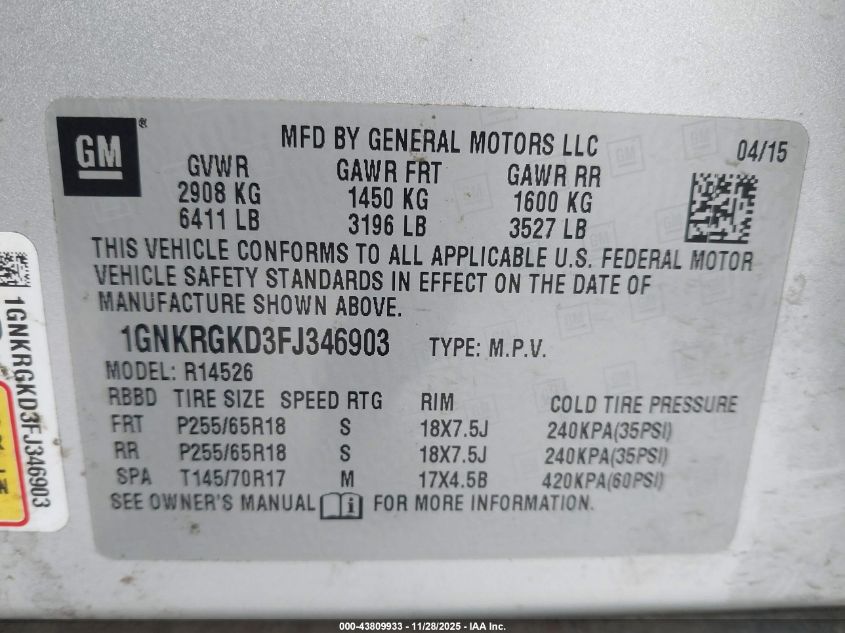 GM ®
MFD BY GENERAL MOTORS LLC 04/15
GVWR GAWR FRT GAWR RR
2908 KG 1450 KG 1600 KG
6411 LB 3196 LB 3527 LB
THIS VEHICLE CONFORMS TO ALL APPLICABLE U.S. FEDERAL MOTOR
VEHICLE SAFETY STANDARDS IN EFFECT ON THE DATE OF
MANUFACTURE SHOWN ABOVE.
1GNKRGKD3FJ346903 TYPE: M.P.V.
MODEL: R14526
RBBD TIRE SIZE SPEED RTG RIM COLD TIRE PRESSURE
FRT P255/65R18 S 18X7.5J 240KPA(35PSI)
RR P255/65R18 S 18X7.5J 240KPA(35PSI)
SPA T145/70R17 M 17X4.5B 420KPA(60PSI)
SEE OWNER'S MANUAL FOR MORE INFORMATION.
1GNKRGKD3FJ346903
000-43809933 - 11/28/2025 - IAA Inc.